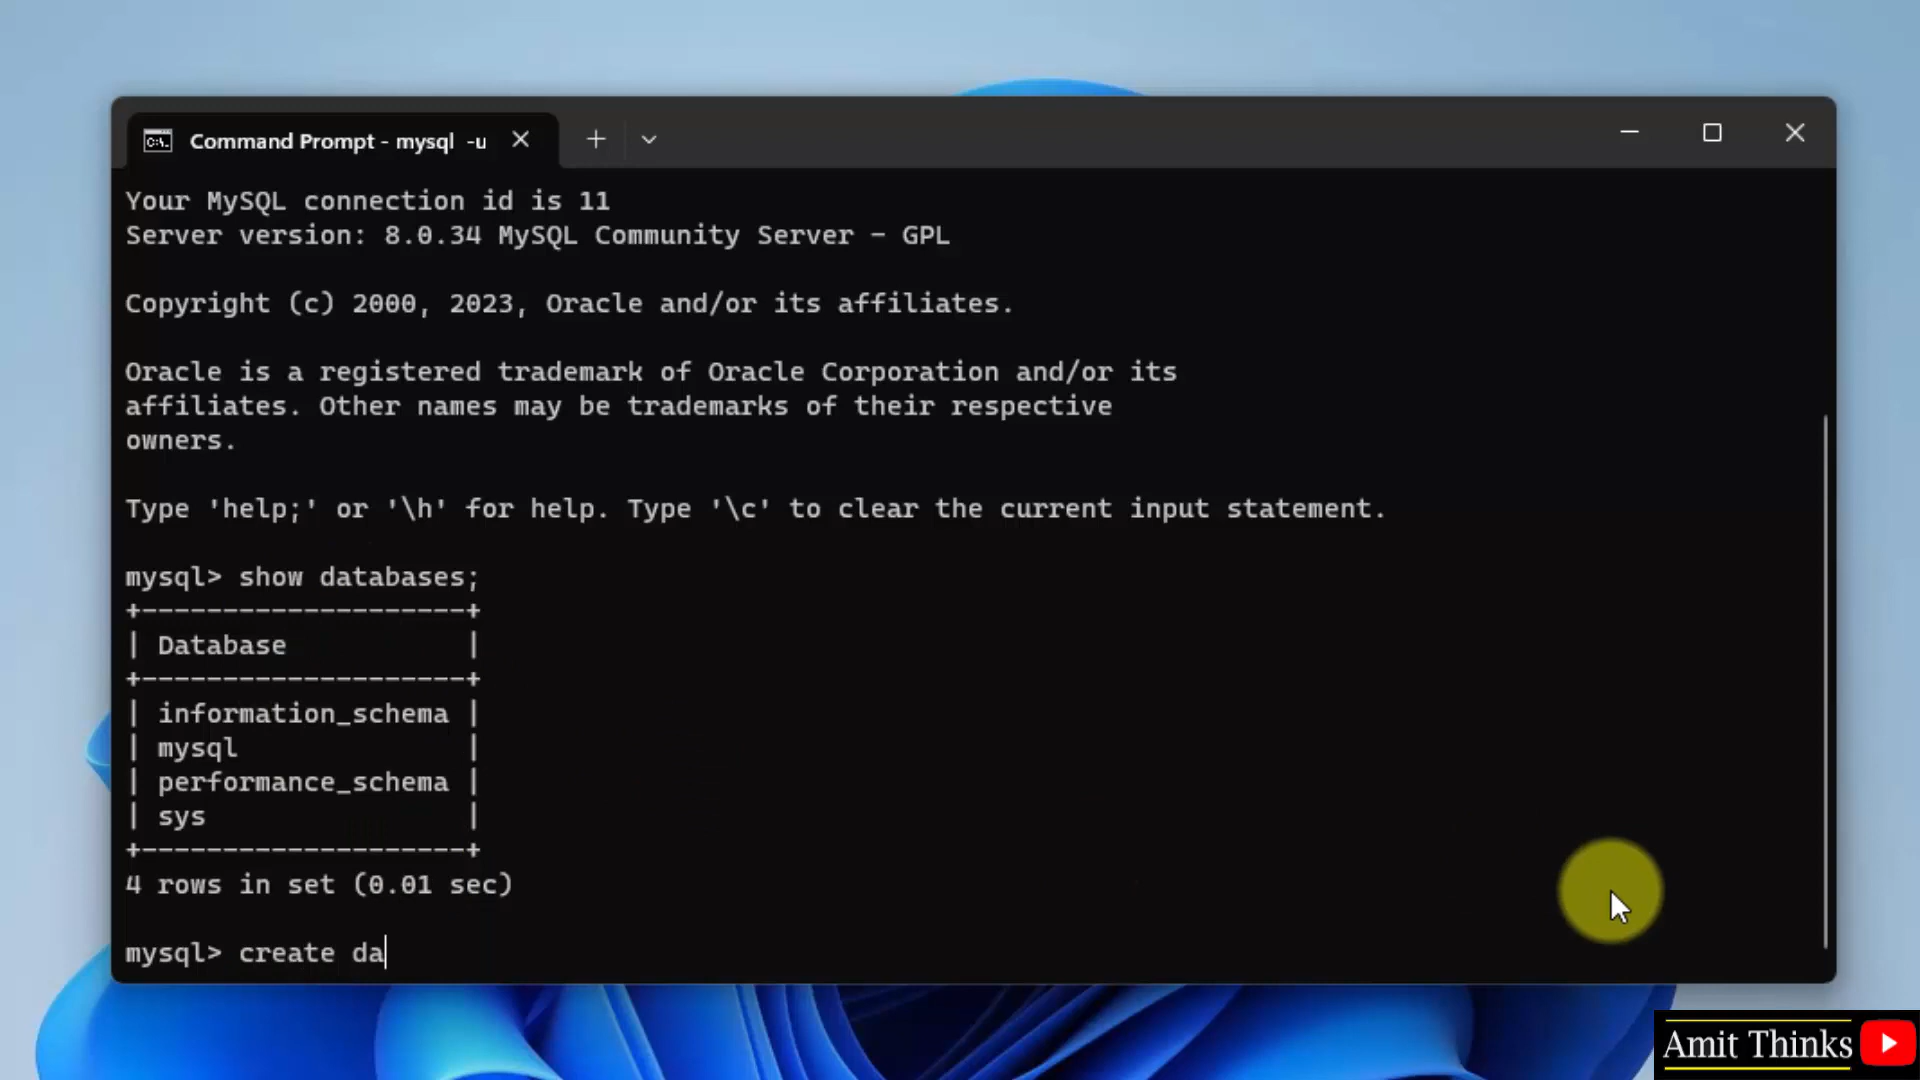 Command Prompt - mysql -u
Your MySQL connection id is 11
Server version: 8.0.34 MySQL Community Server - GPL
Copyright (c) 2000, 2023, Oracle and/or its affiliates.
Oracle is a registered trademark of Oracle Corporation and/or its
affiliates. Other names may be trademarks of their respective
owners.
Type 'help;' or '\h' for help. Type '\c' to clear the current input statement.
mysql> show databases;
+--------------------+
| Database           |
+--------------------+
| information_schema |
| mysql              |
| performance_schema |
| sys                |
+--------------------+
4 rows in set (0.01 sec)
mysql> create da
Amit Thinks